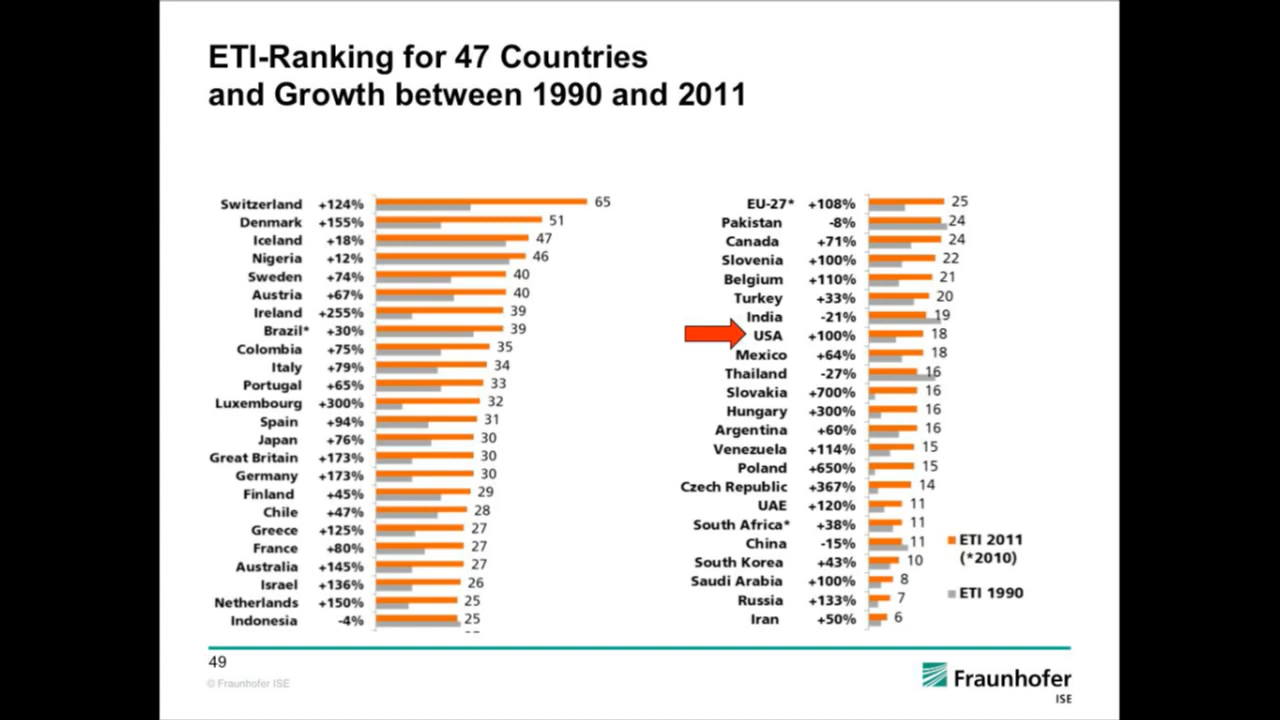 ETI-Ranking for 47 Countries
and Growth between 1990 and 2011
Switzerland +124% 65
Denmark +155% 51
Iceland +18% 47
Nigeria +12% 46
Sweden +74% 40
Austria +67% 40
Ireland +255% 39
Brazil* +30% 39
Colombia +75% 35
Italy +79% 34
Portugal +65% 33
Luxembourg +300% 32
Spain +94% 31
Japan +76% 30
Great Britain +173% 30
Germany +173% 30
Finland +45% 29
Chile +47% 28
Greece +125% 27
France +80% 27
Australia +145% 27
Israel +136% 26
Netherlands +150% 25
Indonesia -4% 25
EU-27* +108% 25
Pakistan -8% 24
Canada +71% 24
Slovenia +100% 22
Belgium +110% 21
Turkey +33% 20
India -21% 19
USA +100% 18
Mexico +64% 18
Thailand -27% 16
Slovakia +700% 16
Hungary +300% 16
Argentina +60% 16
Venezuela +114% 15
Poland +650% 15
Czech Republic +367% 14
UAE +120% 11
South Africa* +38% 11
China -15% 11
South Korea +43% 10
Saudi Arabia +100% 8
Russia +133% 7
Iran +50% 6
ETI 2011
(*2010)
ETI 1990
49
© Fraunhofer ISE
Fraunhofer
ISE